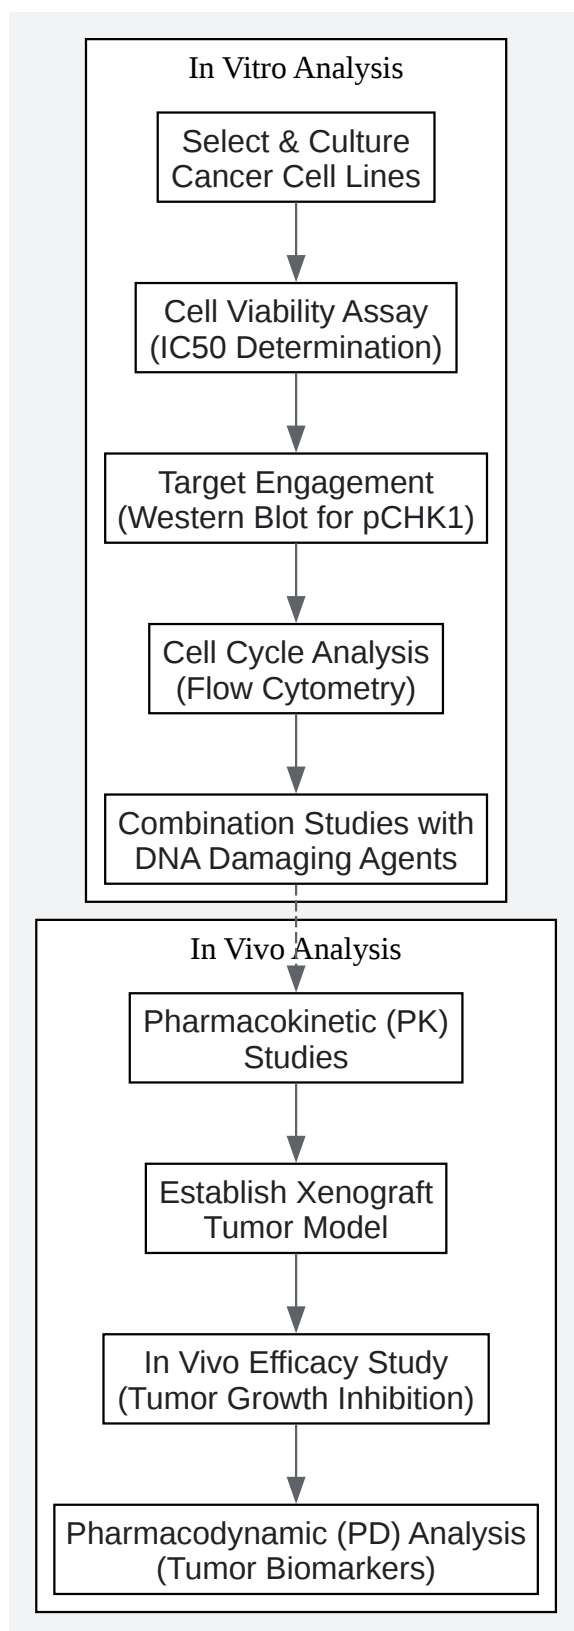 In Vitro Analysis
Select & Culture
Cancer Cell Lines
Cell Viability Assay
(IC50 Determination)
Target Engagement
(Western Blot for pCHK1)
Cell Cycle Analysis
(Flow Cytometry)
Combination Studies with
DNA Damaging Agents
In Vivo Analysis
Pharmacokinetic (PK)
Studies
Establish Xenograft
Tumor Model
In Vivo Efficacy Study
(Tumor Growth Inhibition)
Pharmacodynamic (PD) Analysis
(Tumor Biomarkers)